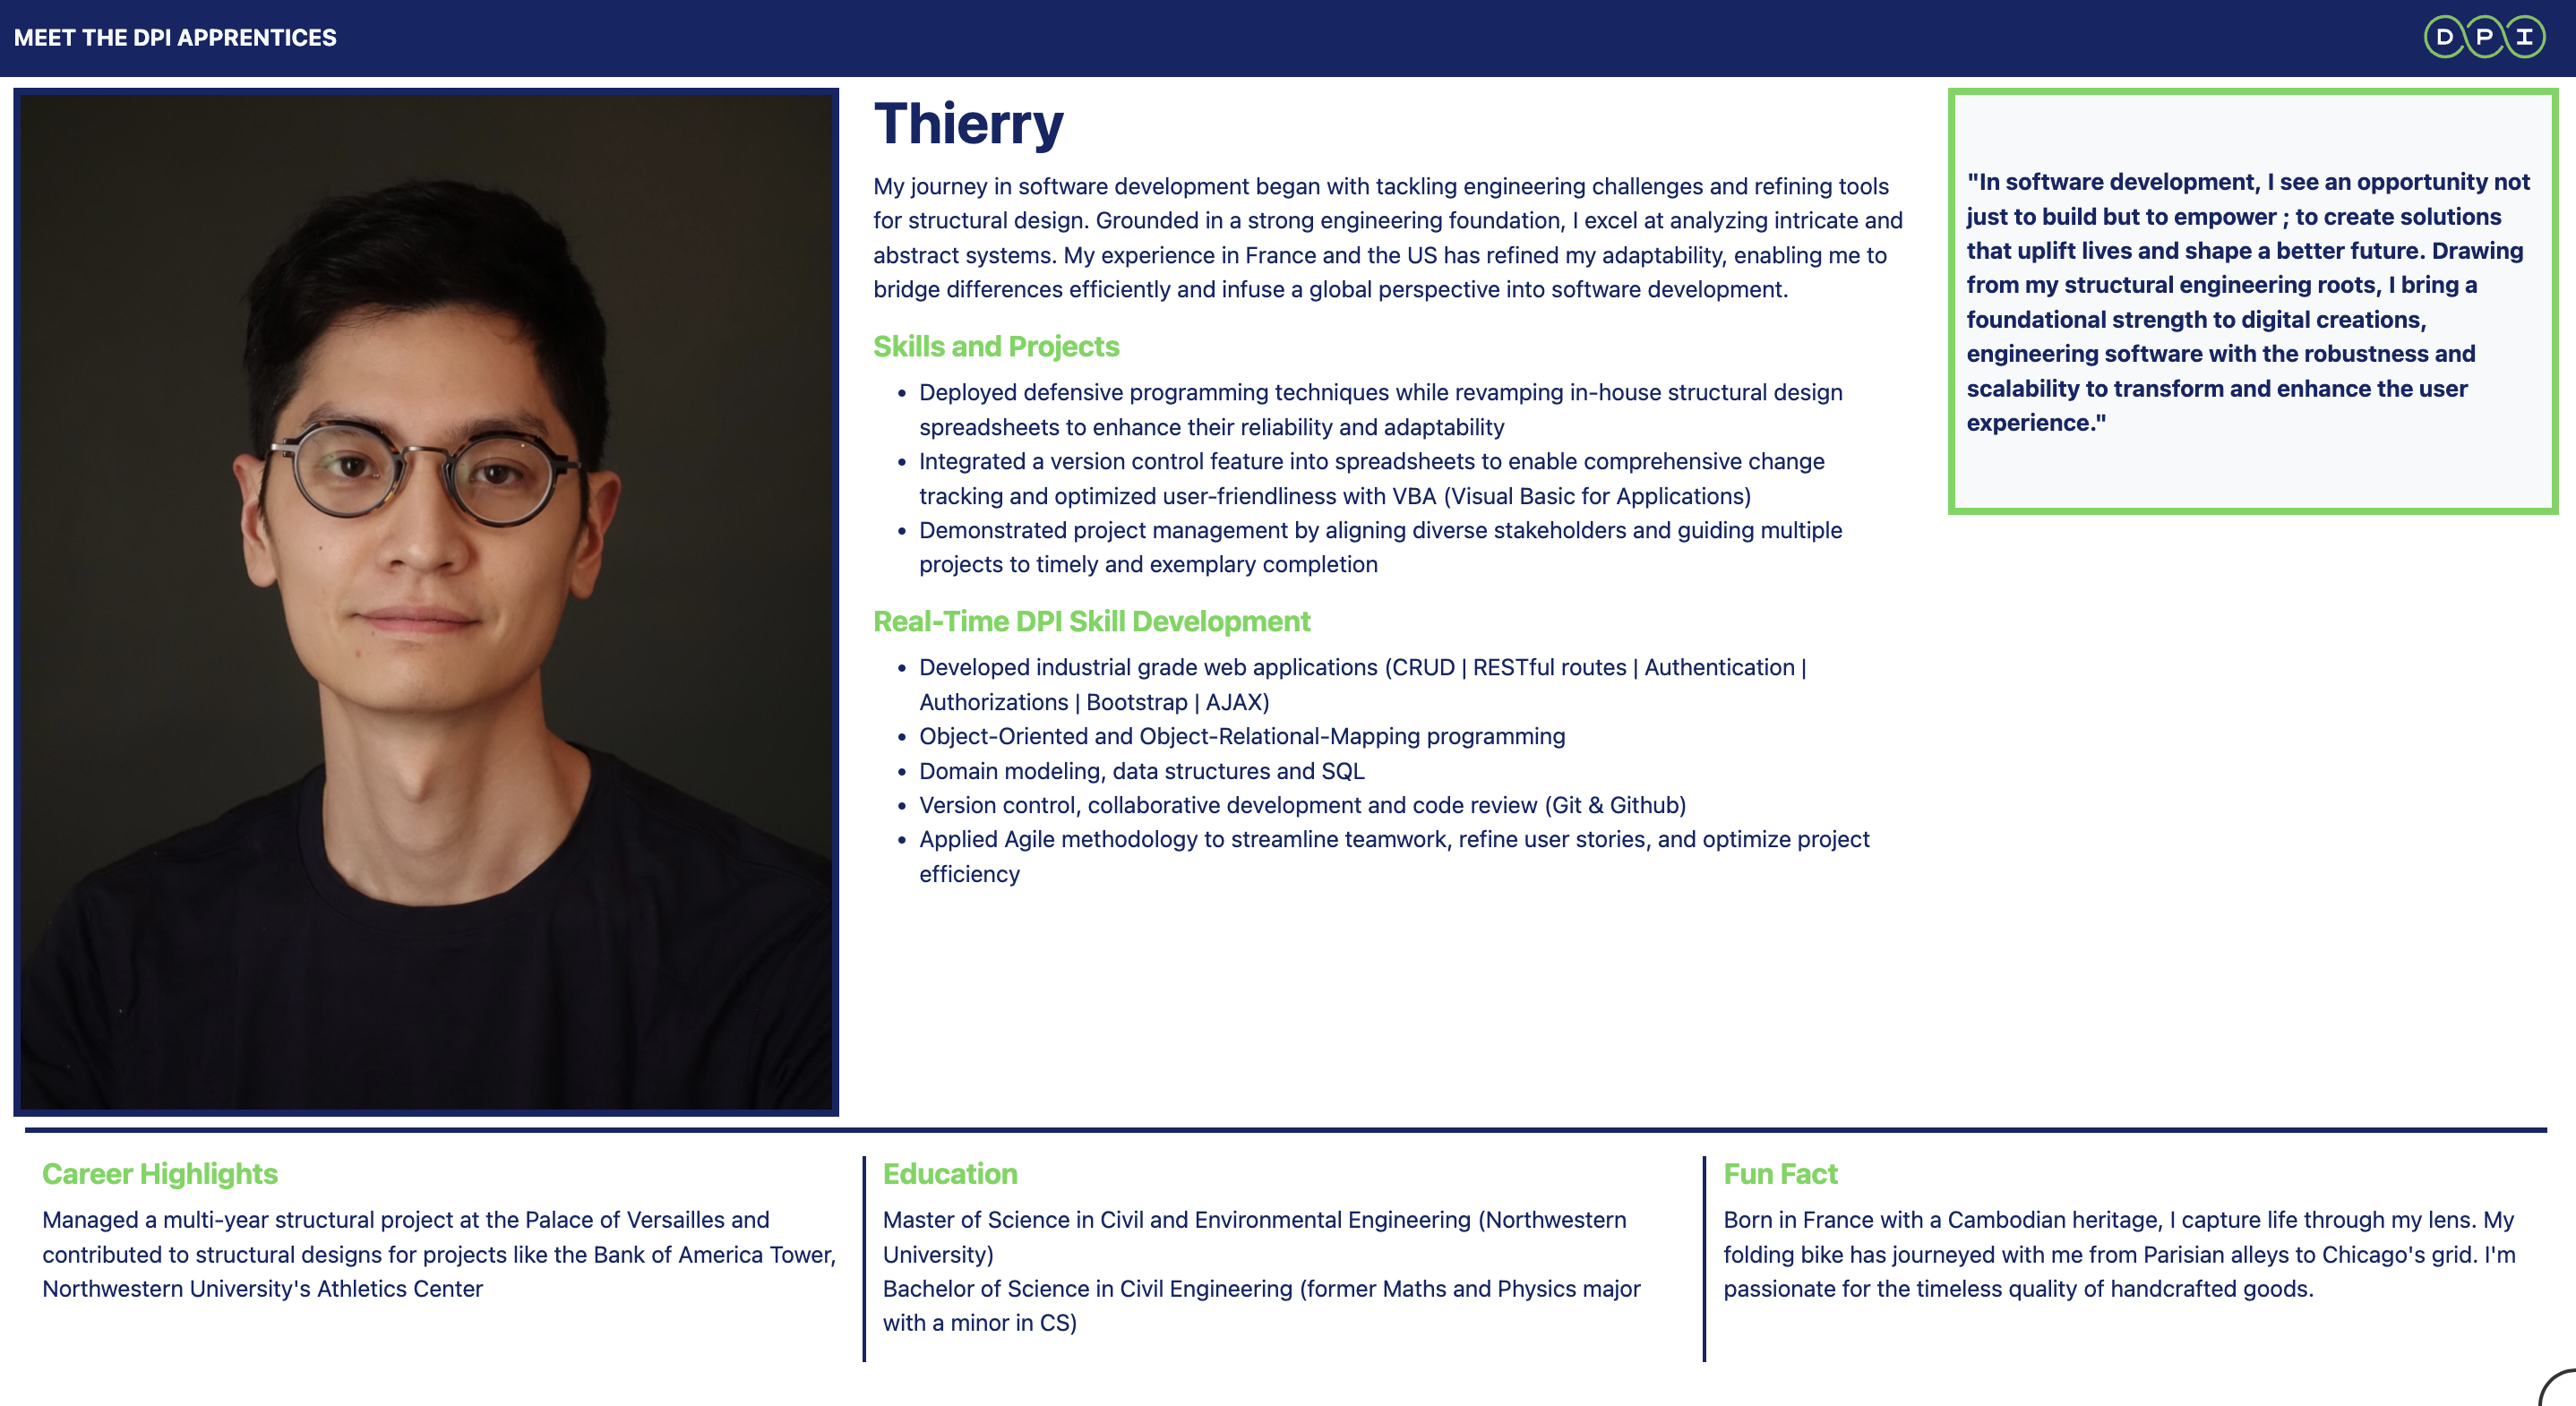 MEET THE DPI APPRENTICES
D P I
Thierry
My journey in software development began with tackling engineering challenges and refining tools
for structural design. Grounded in a strong engineering foundation, I excel at analyzing intricate and
abstract systems. My experience in France and the US has refined my adaptability, enabling me to
bridge differences efficiently and infuse a global perspective into software development.
Skills and Projects
• Deployed defensive programming techniques while revamping in-house structural design
spreadsheets to enhance their reliability and adaptability
• Integrated a version control feature into spreadsheets to enable comprehensive change
tracking and optimized user-friendliness with VBA (Visual Basic for Applications)
• Demonstrated project management by aligning diverse stakeholders and guiding multiple
projects to timely and exemplary completion
Real-Time DPI Skill Development
• Developed industrial grade web applications (CRUD | RESTful routes | Authentication |
Authorizations | Bootstrap | AJAX)
• Object-Oriented and Object-Relational-Mapping programming
• Domain modeling, data structures and SQL
• Version control, collaborative development and code review (Git & Github)
• Applied Agile methodology to streamline teamwork, refine user stories, and optimize project
efficiency
"In software development, I see an opportunity not
just to build but to empower ; to create solutions
that uplift lives and shape a better future. Drawing
from my structural engineering roots, I bring a
foundational strength to digital creations,
engineering software with the robustness and
scalability to transform and enhance the user
experience."
Career Highlights
Managed a multi-year structural project at the Palace of Versailles and
contributed to structural designs for projects like the Bank of America Tower,
Northwestern University's Athletics Center
Education
Master of Science in Civil and Environmental Engineering (Northwestern
University)
Bachelor of Science in Civil Engineering (former Maths and Physics major
with a minor in CS)
Fun Fact
Born in France with a Cambodian heritage, I capture life through my lens. My
folding bike has journeyed with me from Parisian alleys to Chicago's grid. I'm
passionate for the timeless quality of handcrafted goods.